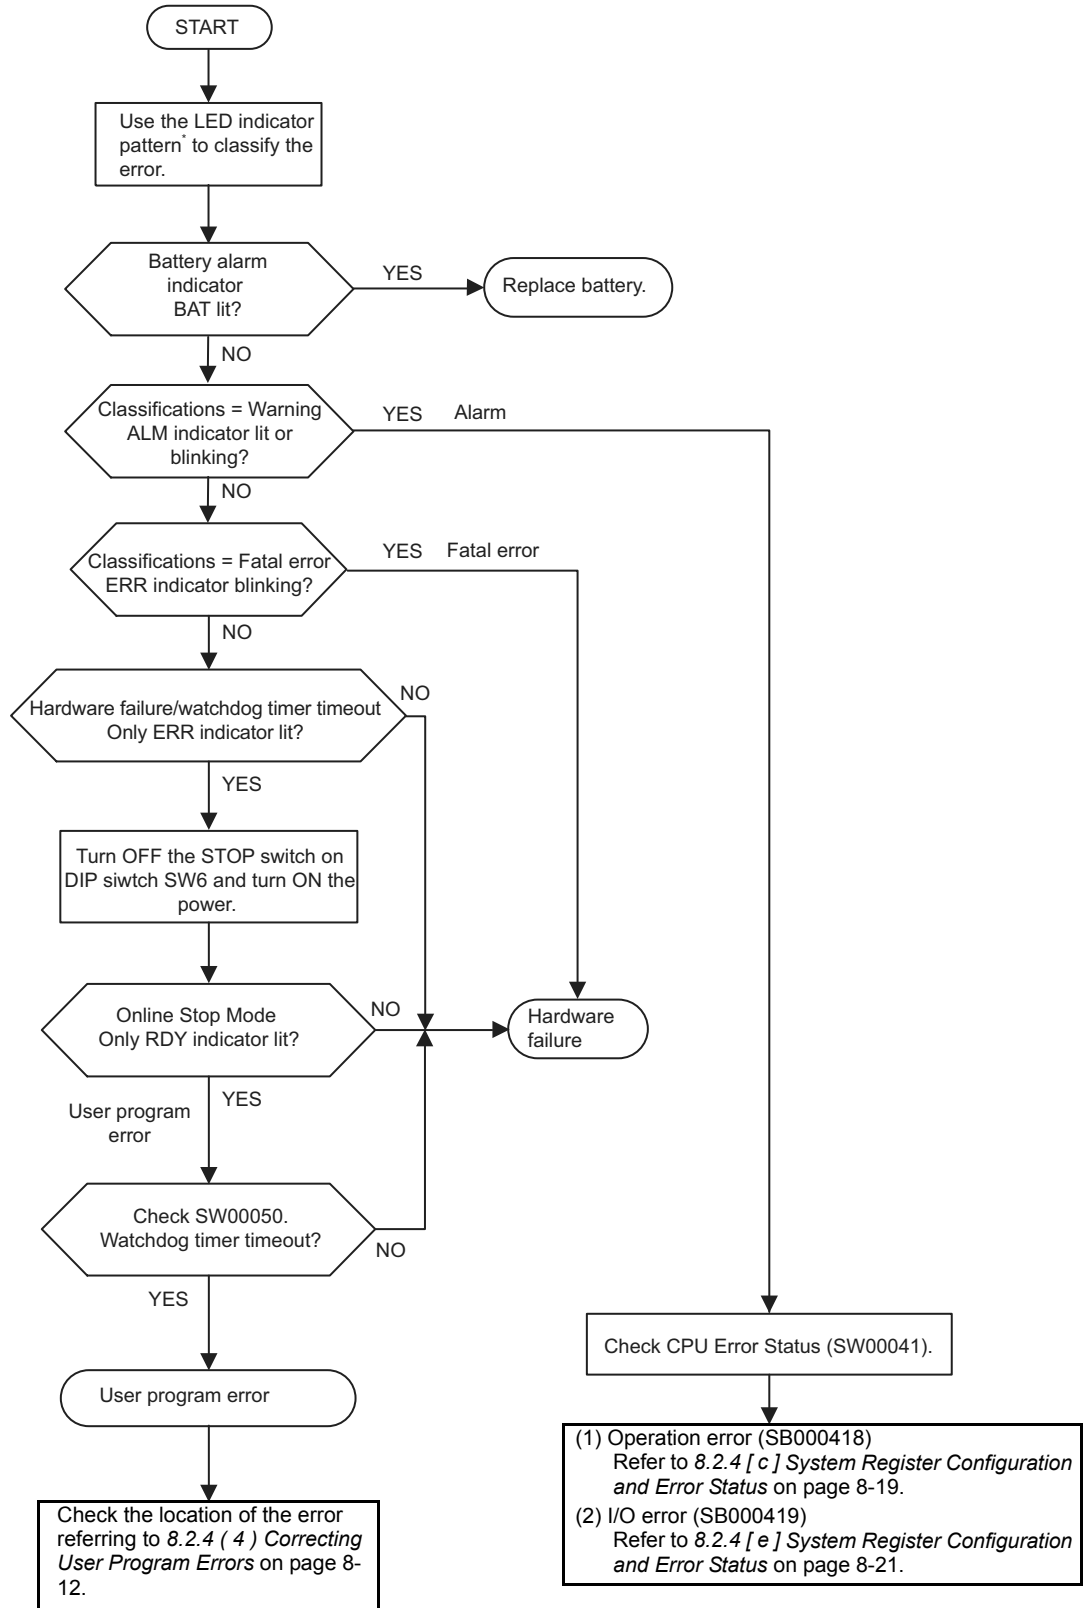 START
Use the LED indicator
pattern* to classify the
error.
Battery alarm
indicator
BAT lit?
YES
Replace battery.
NO
Classifications = Warning
ALM indicator lit or
blinking?
YES Alarm
NO
Classifications = Fatal error
ERR indicator blinking?
YES Fatal error
NO
Hardware failure/watchdog timer timeout
Only ERR indicator lit?
NO
YES
Turn OFF the STOP switch on
DIP siwtch SW6 and turn ON the
power.
Online Stop Mode
Only RDY indicator lit?
NO
Hardware
failure
YES
User program
error
Check SW00050.
Watchdog timer timeout?
NO
YES
User program error
Check the location of the error
referring to 8.2.4 ( 4 ) Correcting
User Program Errors on page 8-
12.
Check CPU Error Status (SW00041).
(1) Operation error (SB000418)
Refer to 8.2.4 [ c ] System Register Configuration
and Error Status on page 8-19.
(2) I/O error (SB000419)
Refer to 8.2.4 [ e ] System Register Configuration
and Error Status on page 8-21.